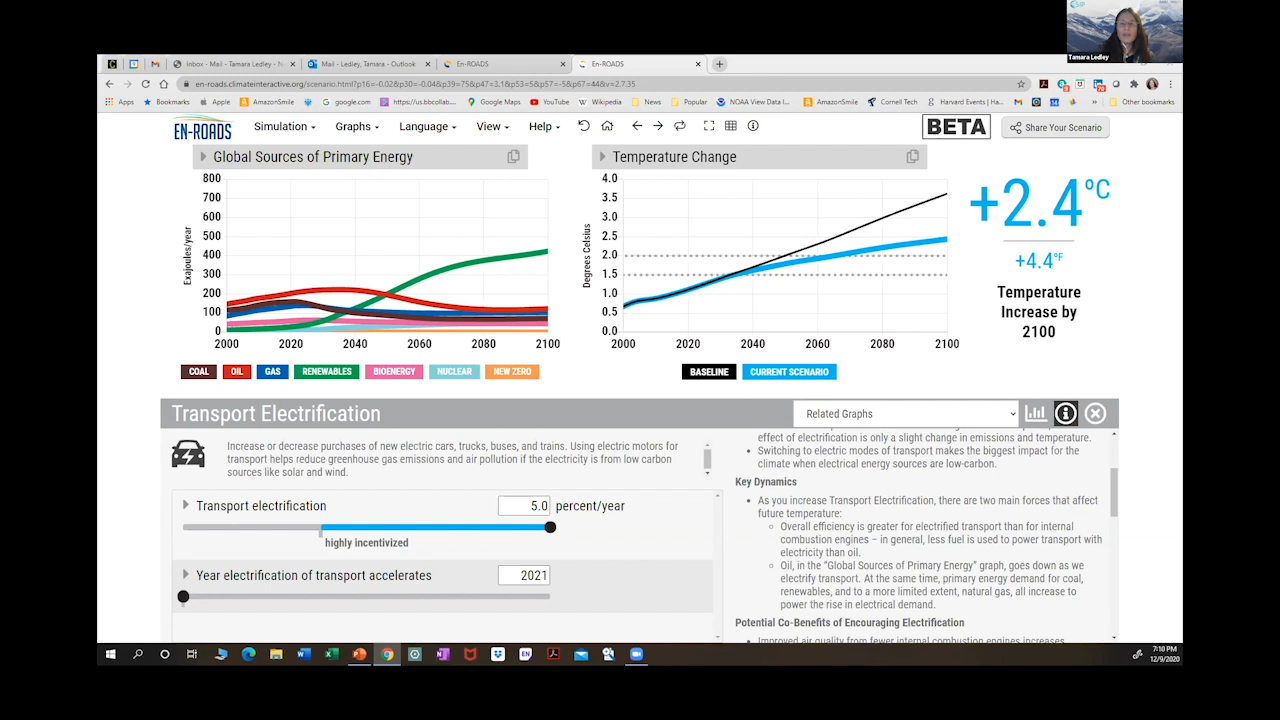 Tamara Ledley
Inbox - Mail - Tamara Ledley - N
Mail - Ledley, Tamara - Outlook
EN-ROADS
EN-ROADS
en-roads.climateinteractive.org/scenario.html?p16=-0.02&p30=-0.04&p39=75&p47=3.1&p53=5&p57=-5&p67=44&v=2.7.35
Apps
Bookmarks
Apple
AmazonSmile
google.com
https://us.bbcollab....
Google Maps
YouTube
Wikipedia
News
Popular
NOAA View Data I...
AmazonSmile
Cornell Tech
Harvard Events | Ha...
Other bookmarks
EN-ROADS
Simulation
Graphs
Language
View
Help
BETA
Share Your Scenario
Global Sources of Primary Energy
Exajoules/year
800
700
600
500
400
300
200
100
0
2000 2020 2040 2060 2080 2100
COAL OIL GAS RENEWABLES BIOENERGY NUCLEAR NEW ZERO
Temperature Change
Degrees Celsius
4.0
3.5
3.0
2.5
2.0
1.5
1.0
0.5
0.0
2000 2020 2040 2060 2080 2100
BASELINE CURRENT SCENARIO
+2.4°C
+4.4°F
Temperature
Increase by
2100
Transport Electrification
Related Graphs
Increase or decrease purchases of new electric cars, trucks, buses, and trains. Using electric motors for
transport helps reduce greenhouse gas emissions and air pollution if the electricity is from low carbon
sources like solar and wind.
Transport electrification 5.0 percent/year
highly incentivized
Year electrification of transport accelerates 2021
effect of electrification is only a slight change in emissions and temperature.
• Switching to electric modes of transport makes the biggest impact for the
climate when electrical energy sources are low-carbon.
Key Dynamics
• As you increase Transport Electrification, there are two main forces that affect
future temperature:
Overall efficiency is greater for electrified transport than for internal
combustion engines – in general, less fuel is used to power transport with
electricity than oil.
Oil, in the “Global Sources of Primary Energy” graph, goes down as we
electrify transport. At the same time, primary energy demand for coal,
renewables, and to a more limited extent, natural gas, all increase to
power the rise in electrical demand.
Potential Co-Benefits of Encouraging Electrification
• Improved air quality from fewer internal combustion engines increases
7:10 PM
12/9/2020